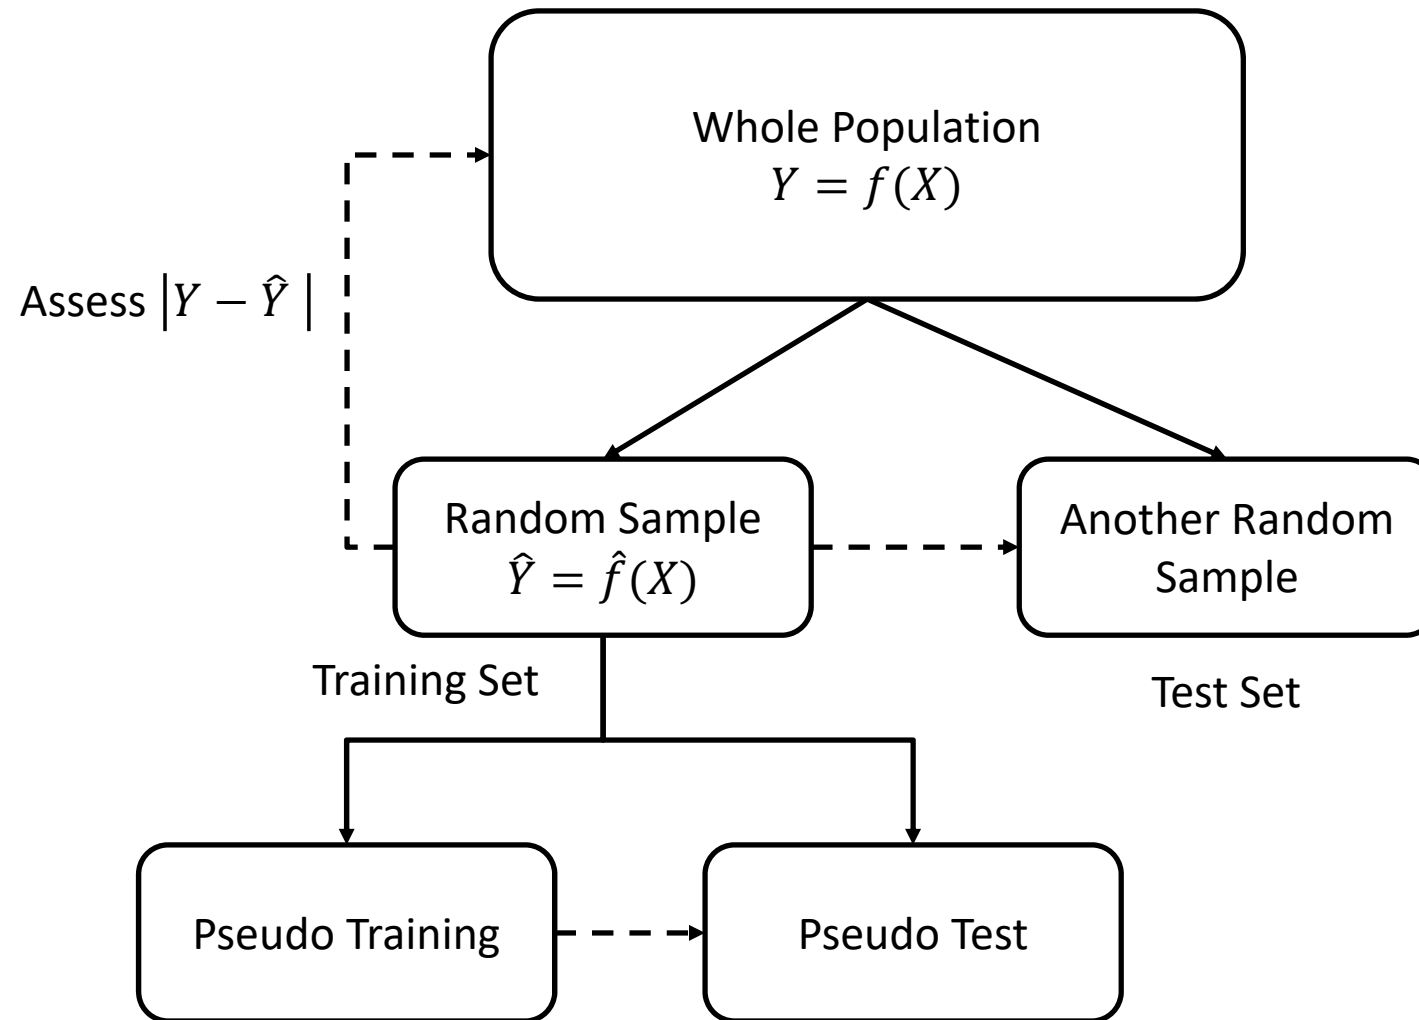 Whole Population
Y = f(X)
Assess |Y − Ŷ |
Random Sample
Ŷ = f̂(X)
Another Random
Sample
Training Set
Test Set
Pseudo Training
Pseudo Test